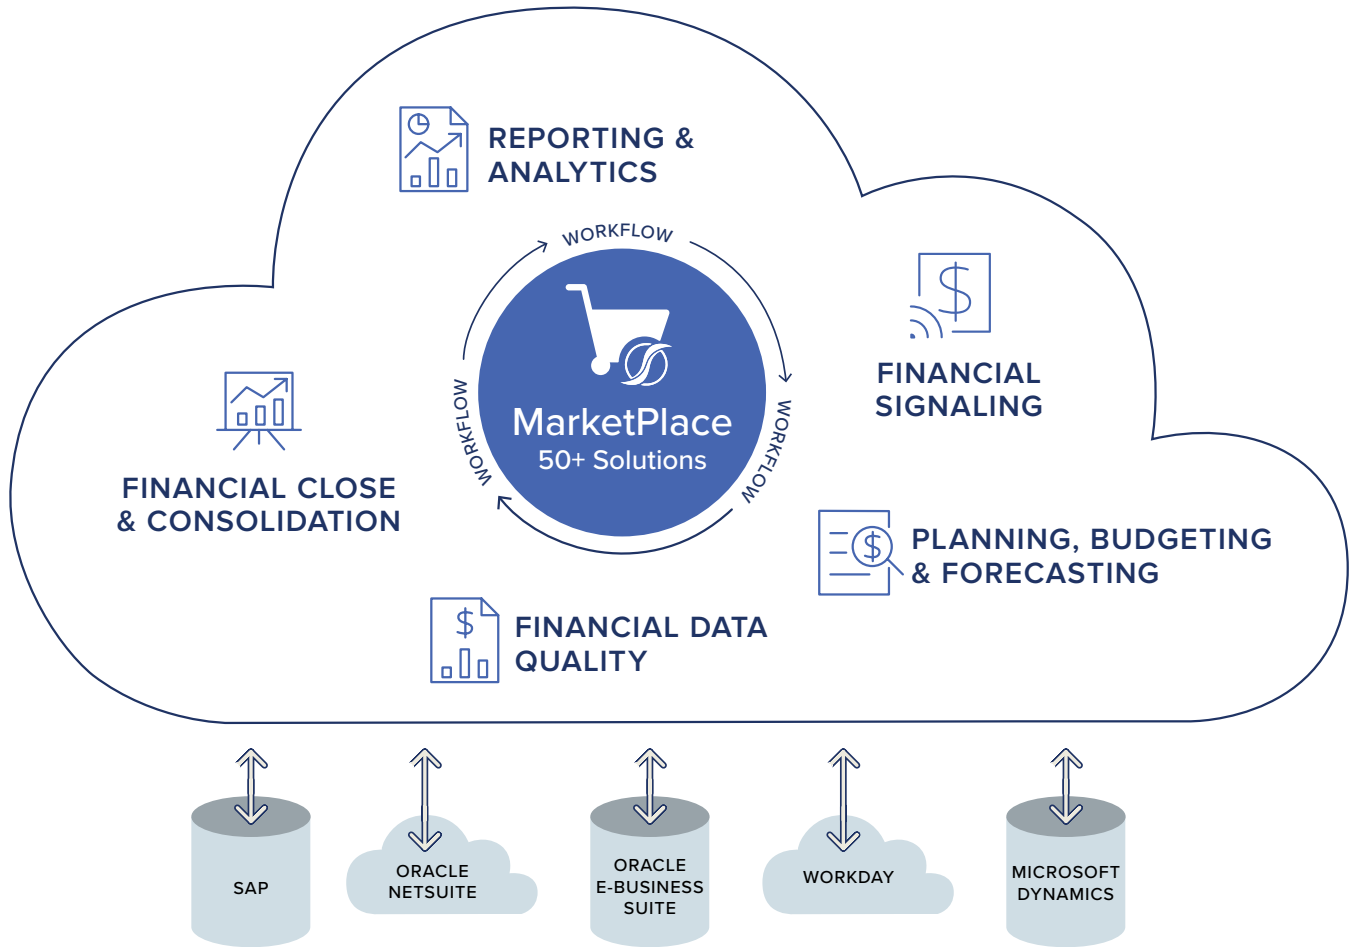 REPORTING &
ANALYTICS
WORKFLOW
WORKFLOW
WORKFLOW
MarketPlace
50+ Solutions
FINANCIAL
SIGNALING
FINANCIAL CLOSE
& CONSOLIDATION
PLANNING, BUDGETING
& FORECASTING
FINANCIAL DATA
QUALITY
SAP
ORACLE
NETSUITE
ORACLE
E-BUSINESS
SUITE
WORKDAY
MICROSOFT
DYNAMICS